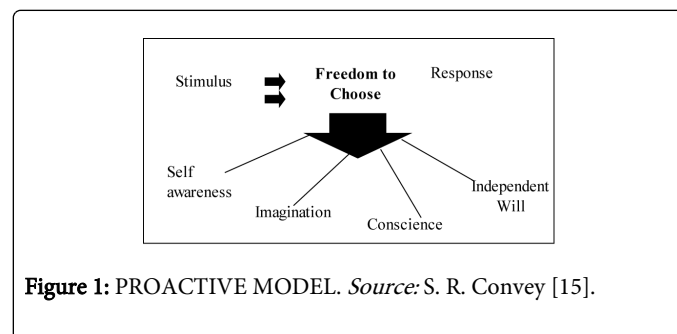 Stimulus
Freedom to
Choose
Response
Self
awareness
Imagination
Conscience
Independent
Will
Figure 1: PROACTIVE MODEL. Source: S. R. Convey [15].